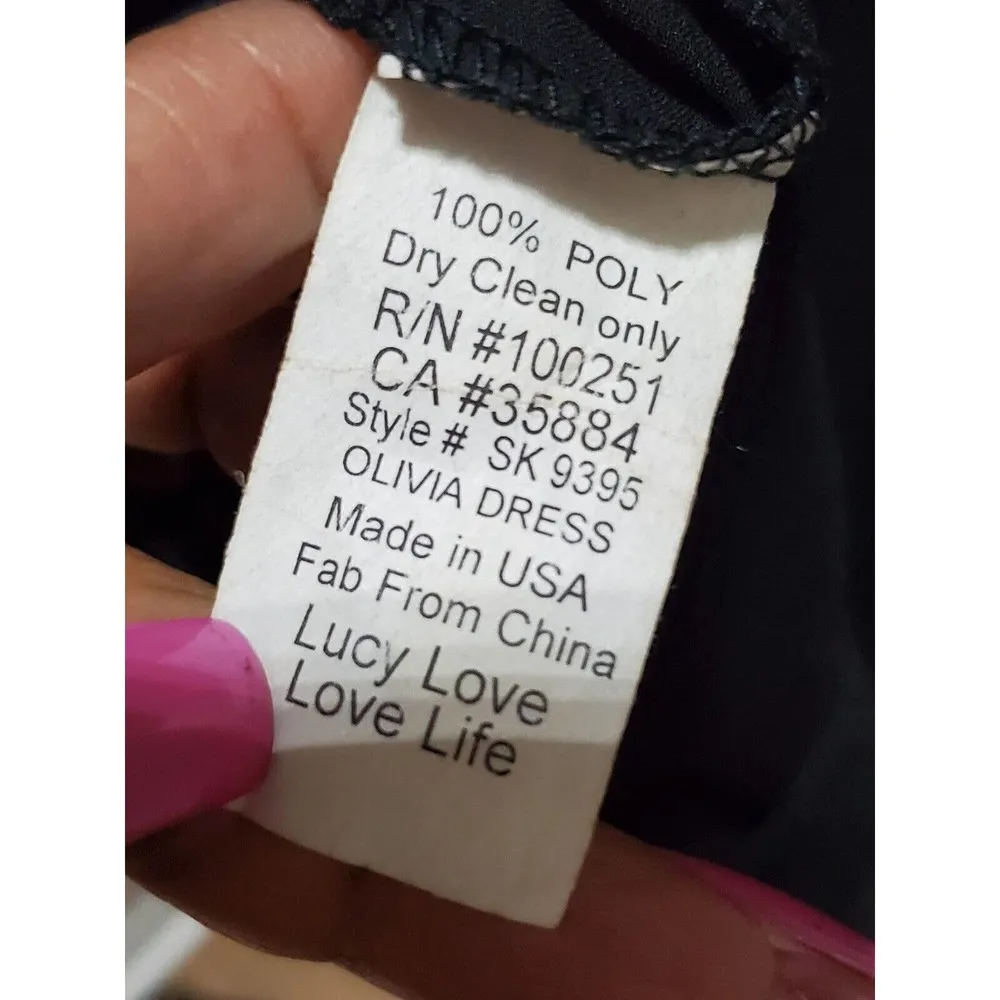 100% POLY
Dry Clean only
R/N #100251
CA #35884
Style # SK 9395
OLIVIA DRESS
Made in USA
Fab From China
Lucy Love
Love Life